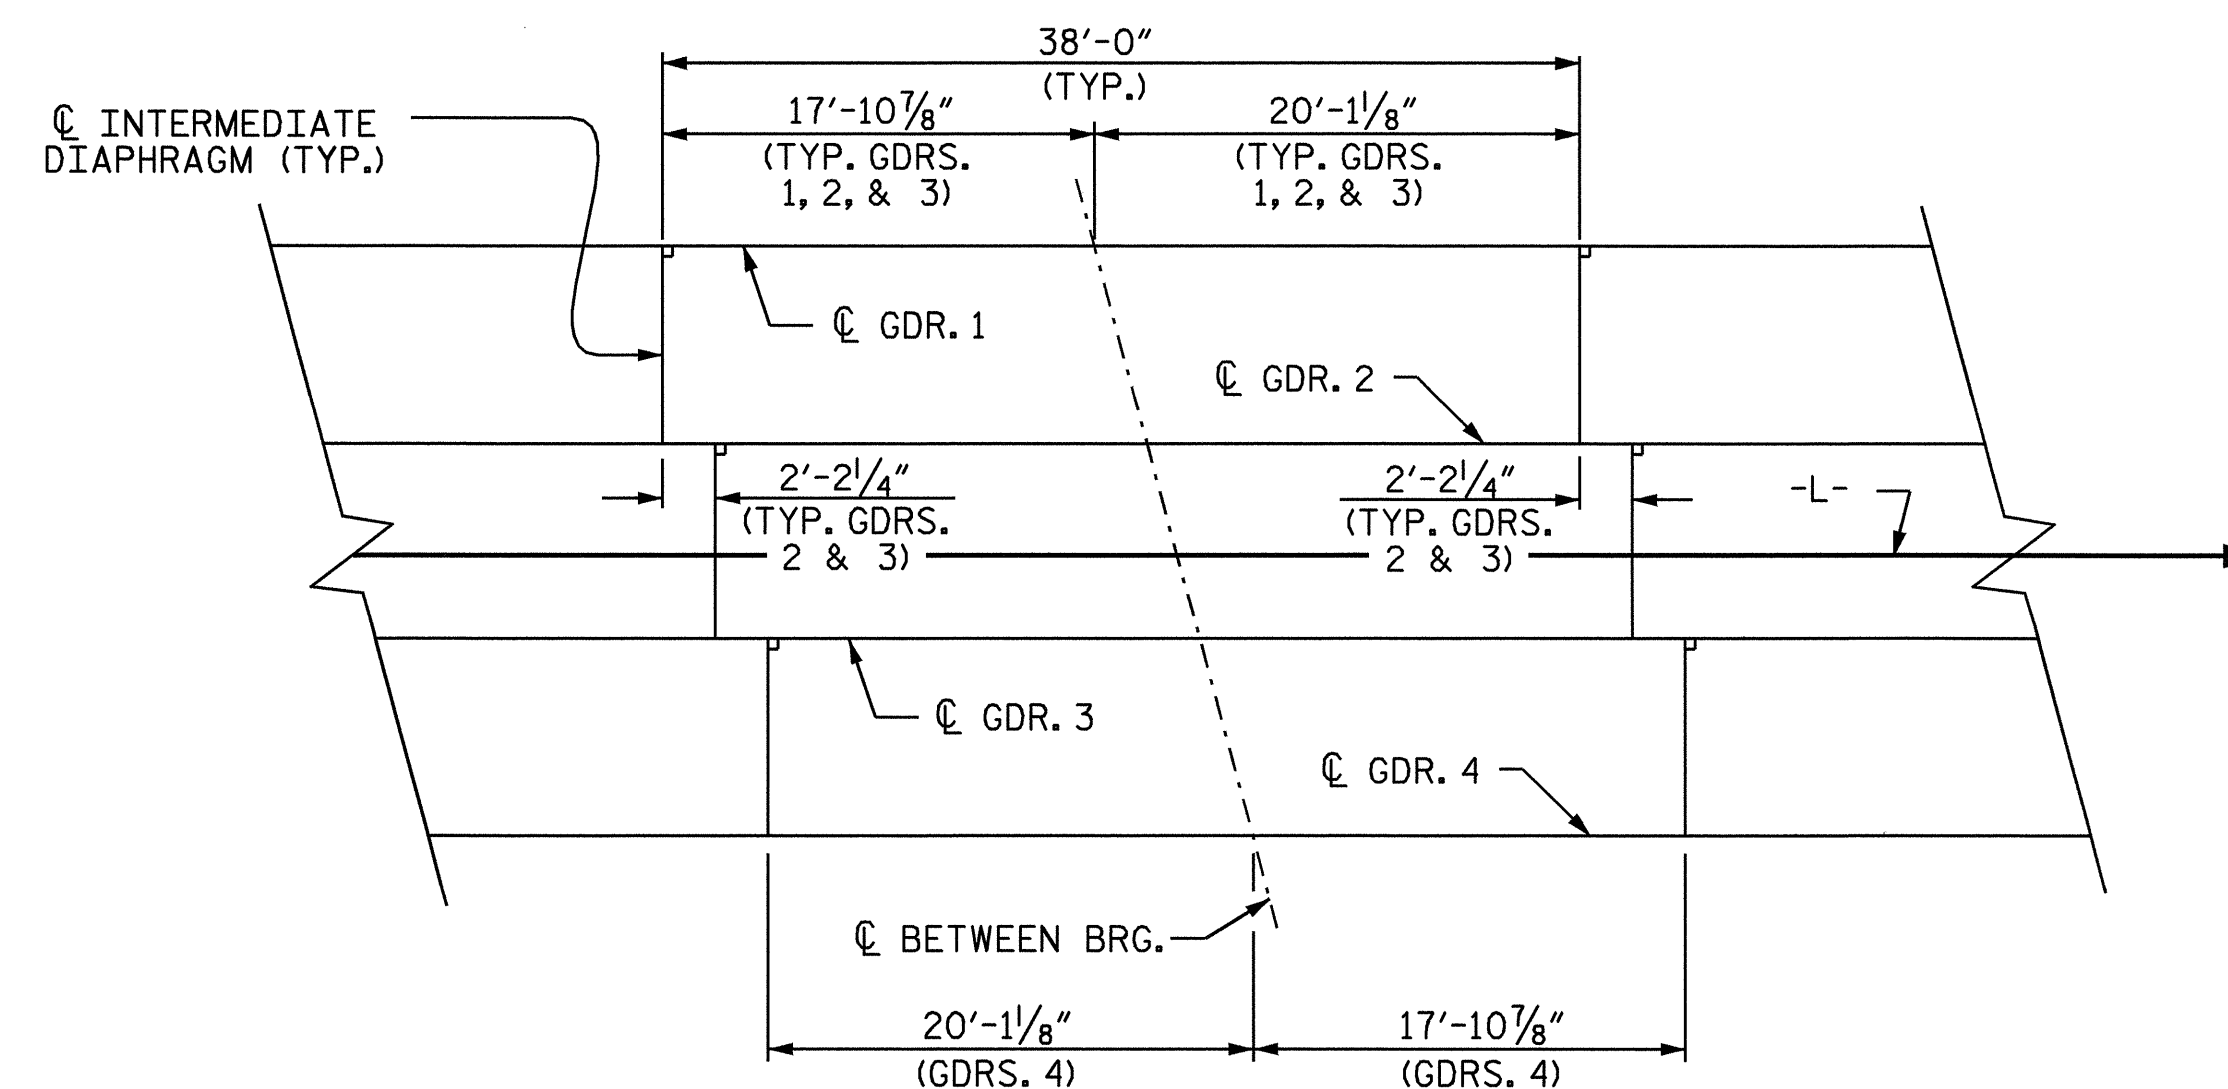 38'-0"
(TYP.)
℄ INTERMEDIATE
DIAPHRAGM (TYP.)
17'-10⅞"
(TYP. GDRS.
1, 2, & 3)
20'-1⅛"
(TYP. GDRS.
1, 2, & 3)
℄ GDR. 1
℄ GDR. 2
2'-2¼"
(TYP. GDRS.
2 & 3)
2'-2¼"
(TYP. GDRS.
2 & 3)
-L-
℄ GDR. 3
℄ GDR. 4
℄ BETWEEN BRG.
20'-1⅛"
(GDRS. 4)
17'-10⅞"
(GDRS. 4)